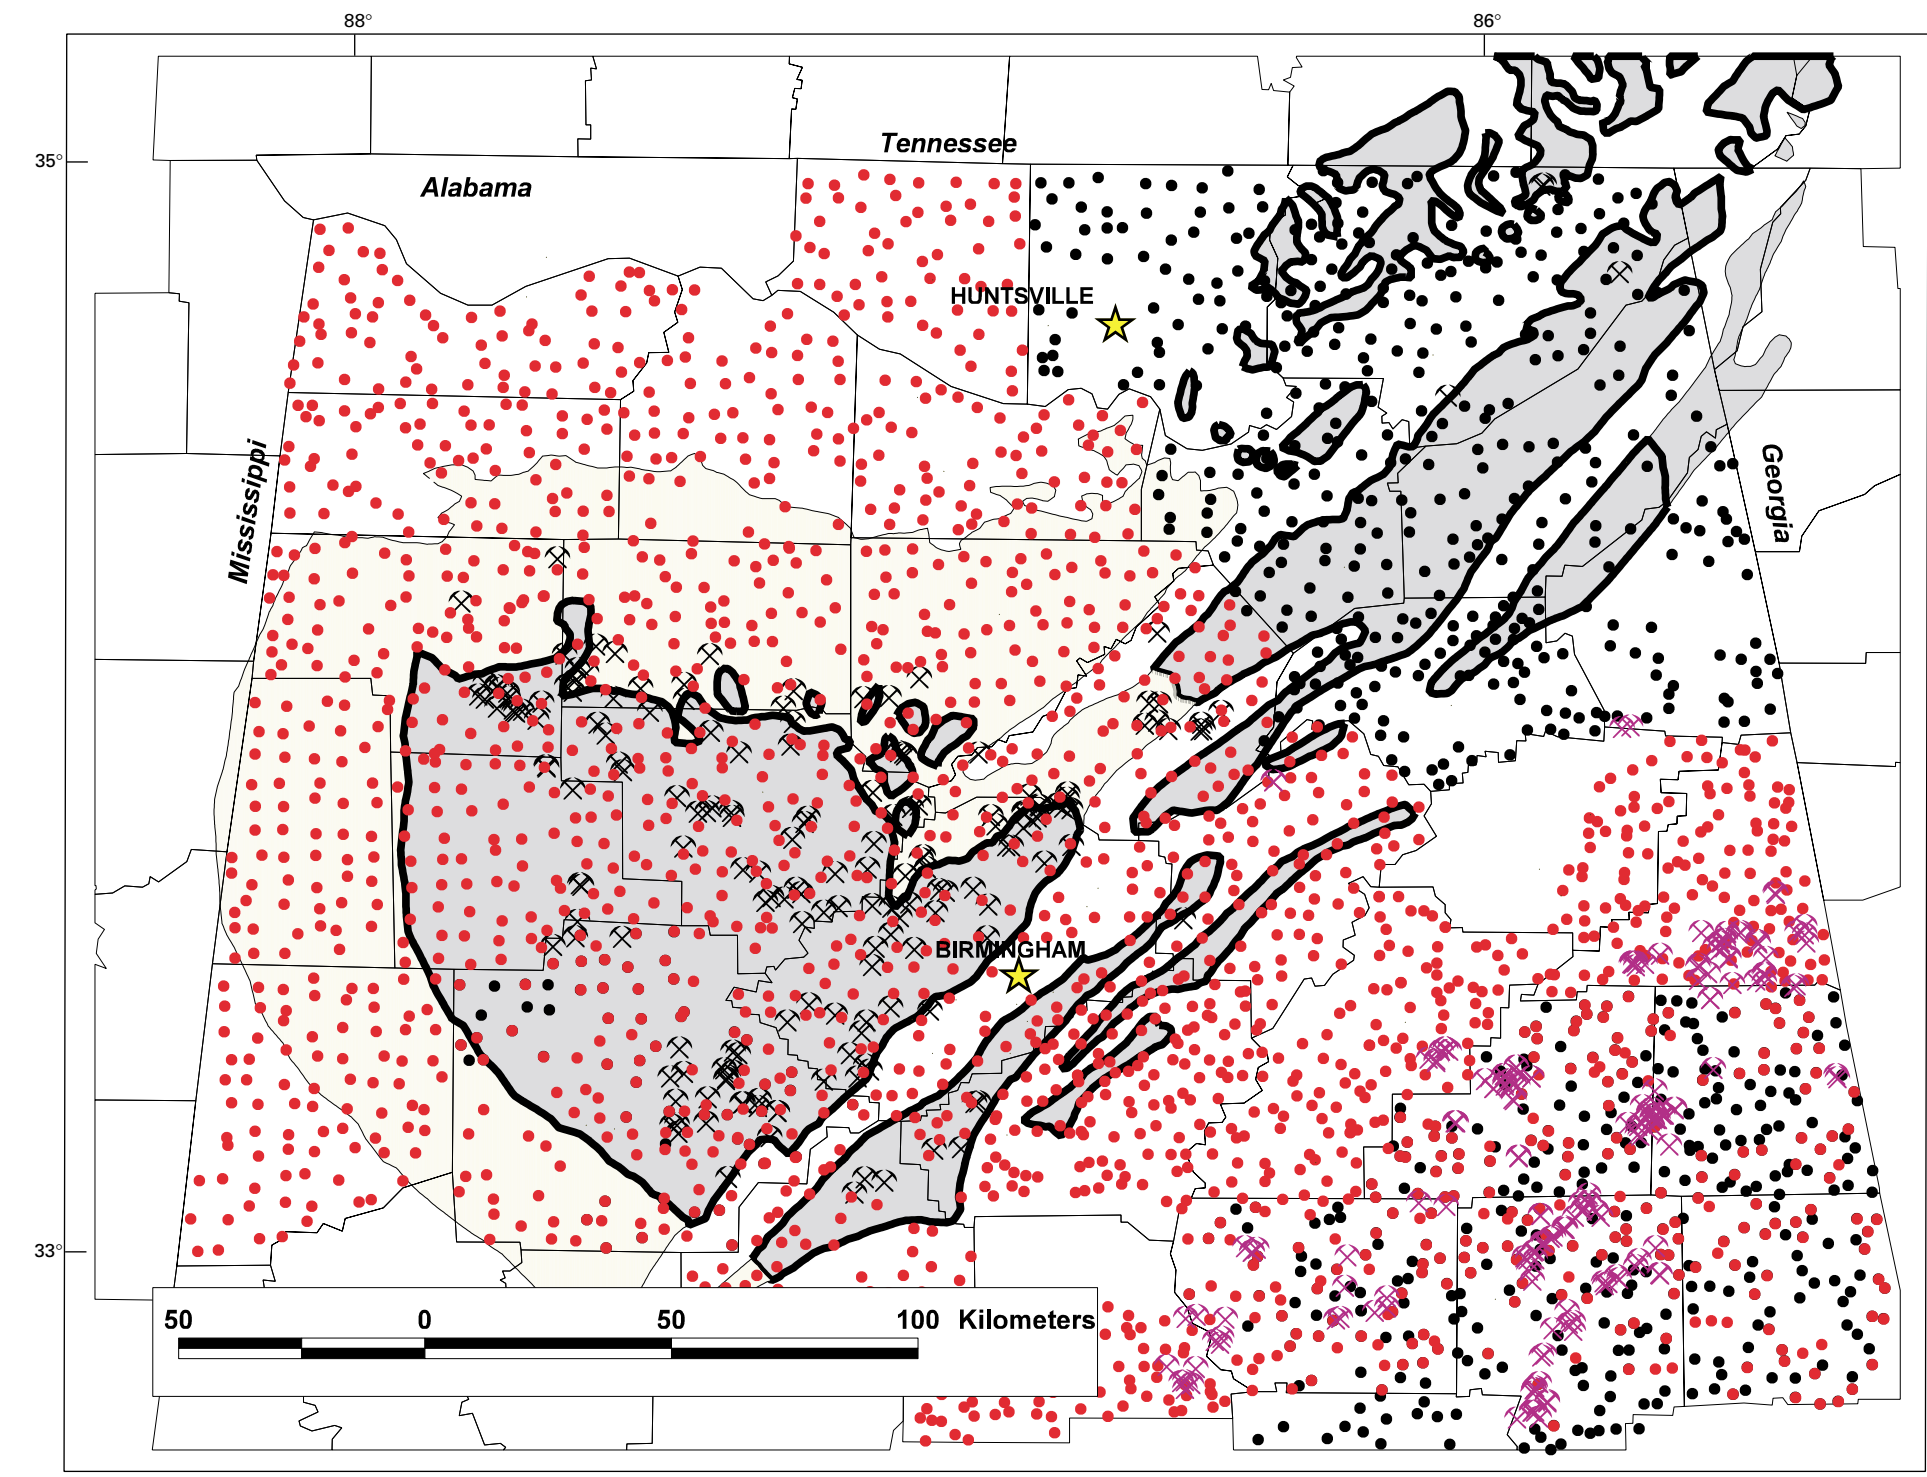 88° 86°
35°
Tennessee
Alabama
HUNTSVILLE
Mississippi
Georgia
BIRMINGHAM
33°
50 0 50 100 Kilometers